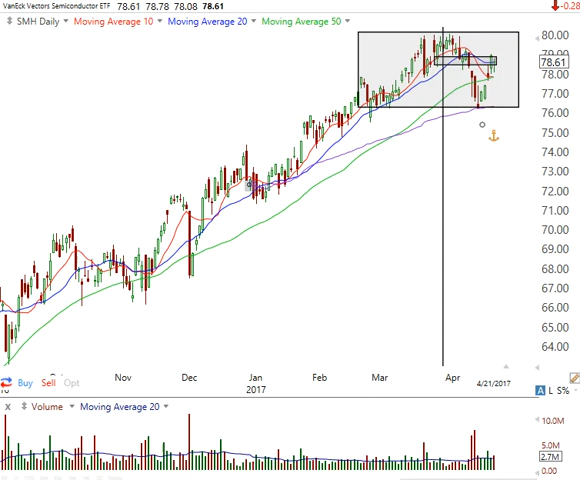 VanEck Vectors Semiconductor ETF 78.61 78.78 78.08 78.61 -0.28
SMH Daily Moving Average 10 Moving Average 20 Moving Average 50
80.00
79.00
78.61
77.00
76.00
75.00
74.00
73.00
72.00
71.00
70.00
69.00
68.00
67.00
66.00
65.00
64.00
Buy Sell Opt
Nov Dec Jan Feb Mar Apr 4/21/2017
2017
A L S%
X Volume Moving Average 20
10.0M
5.0M
2.7M